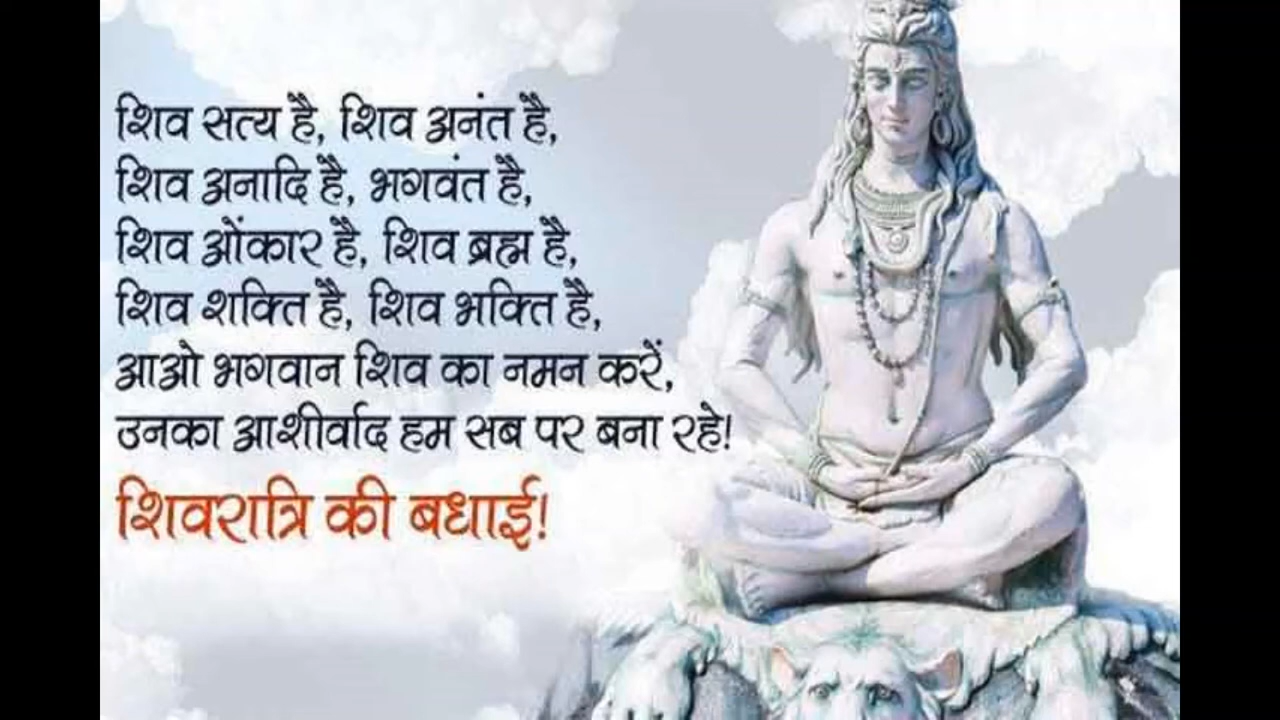 शिव सत्य है, शिव अनंत है,
शिव अनादि है, भगवंत है,
शिव ओंकार है, शिव ब्रह्म है,
शिव शक्ति है, शिव भक्ति है,
आओ भगवान शिव का नमन करें,
उनका आशीर्वाद हम सब पर बना रहे!
शिवरात्रि की बधाई!